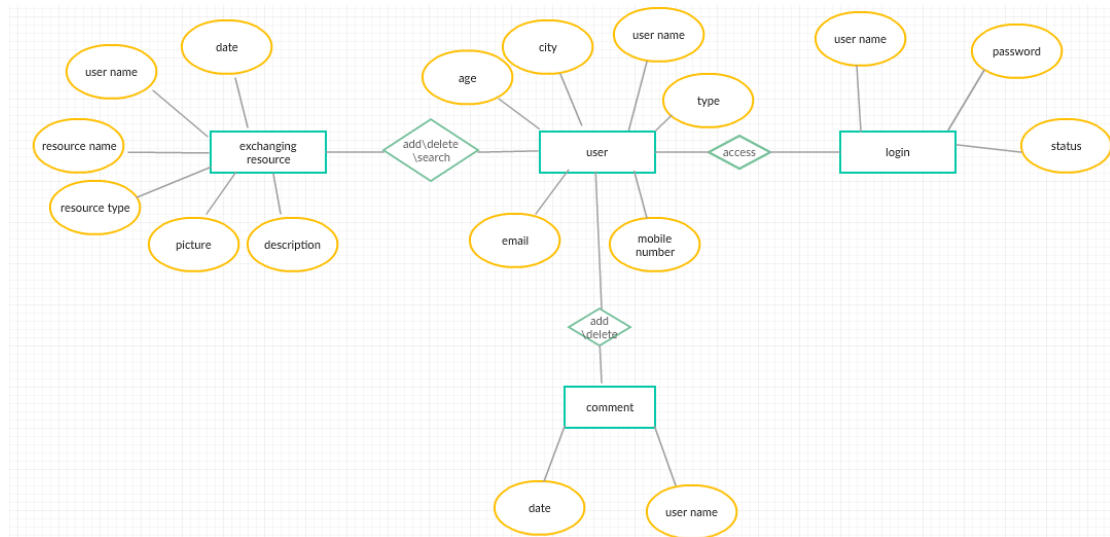 date
user name
resource name
resource type
picture
description
exchanging
resource
add\delete
\search
age
city
user name
type
user
email
mobile
number
access
user name
password
status
login
add
\delete
comment
date
user name